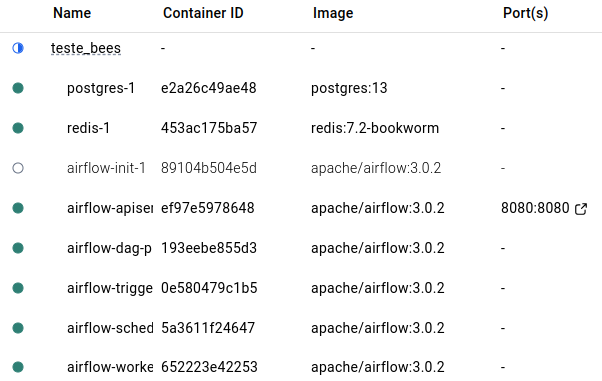 Name Container ID Image Port(s)
teste_bees - - -
postgres-1 e2a26c49ae48 postgres:13 -
redis-1 453ac175ba57 redis:7.2-bookworm -
airflow-init-1 89104b504e5d apache/airflow:3.0.2 -
airflow-apiser ef97e5978648 apache/airflow:3.0.2 8080:8080
airflow-dag-p 193eebe855d3 apache/airflow:3.0.2 -
airflow-trigge 0e580479c1b5 apache/airflow:3.0.2 -
airflow-sched 5a3611f24647 apache/airflow:3.0.2 -
airflow-worke 652223e42253 apache/airflow:3.0.2 -